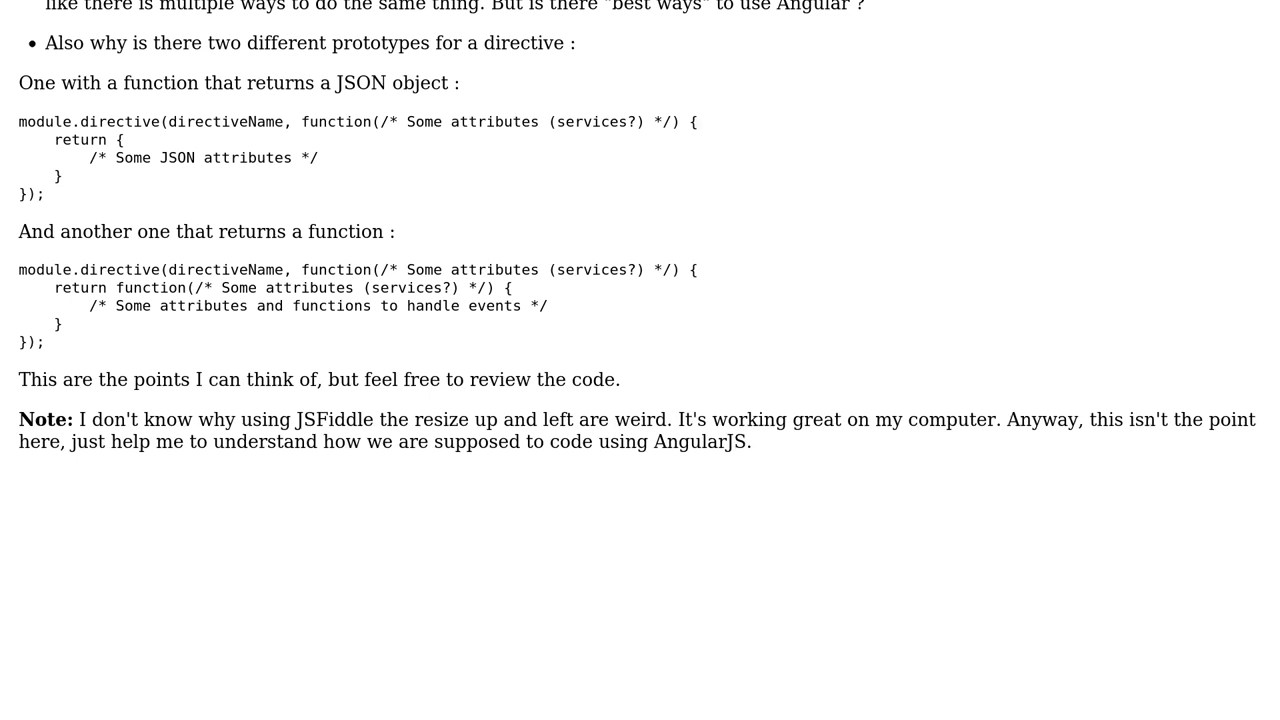 like there is multiple ways to do the same thing. But is there "best ways" to use Angular ?
• Also why is there two different prototypes for a directive :
One with a function that returns a JSON object :
module.directive(directiveName, function(/* Some attributes (services?) */) {
    return {
        /* Some JSON attributes */
    }
});
And another one that returns a function :
module.directive(directiveName, function(/* Some attributes (services?) */) {
    return function(/* Some attributes (services?) */) {
        /* Some attributes and functions to handle events */
    }
});
This are the points I can think of, but feel free to review the code.
Note: I don't know why using JSFiddle the resize up and left are weird. It's working great on my computer. Anyway, this isn't the point
here, just help me to understand how we are supposed to code using AngularJS.